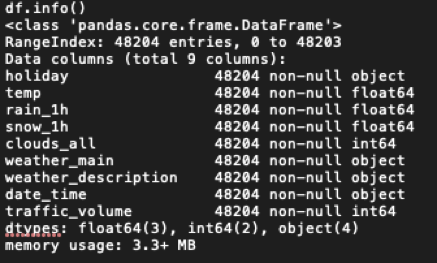 df.info()
<class 'pandas.core.frame.DataFrame'>
RangeIndex: 48204 entries, 0 to 48203
Data columns (total 9 columns):
holiday                48204 non-null object
temp                   48204 non-null float64
rain_1h                48204 non-null float64
snow_1h                48204 non-null float64
clouds_all             48204 non-null int64
weather_main           48204 non-null object
weather_description    48204 non-null object
date_time              48204 non-null object
traffic_volume         48204 non-null int64
dtypes: float64(3), int64(2), object(4)
memory usage: 3.3+ MB